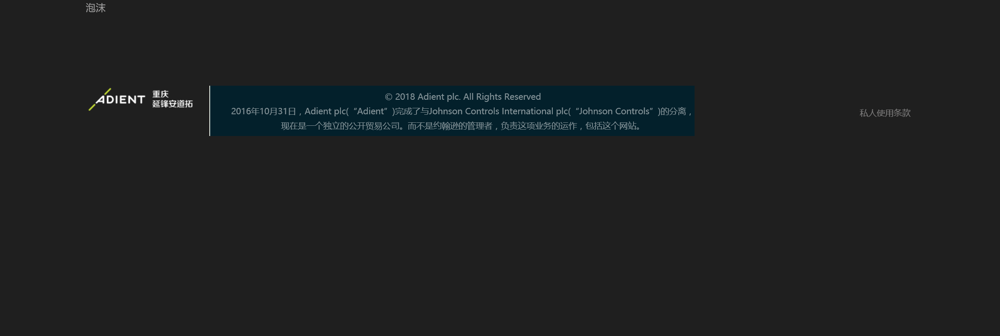 泡沫
ADIENT
重庆
延锋安道拓
© 2018 Adient plc. All Rights Reserved
2016年10月31日，Adient plc(“Adient”)完成了与Johnson Controls International plc(“Johnson Controls”)的分离，
现在是一个独立的公开贸易公司。而不是约翰逊的管理者，负责这项业务的运作，包括这个网站。
私人使用条款